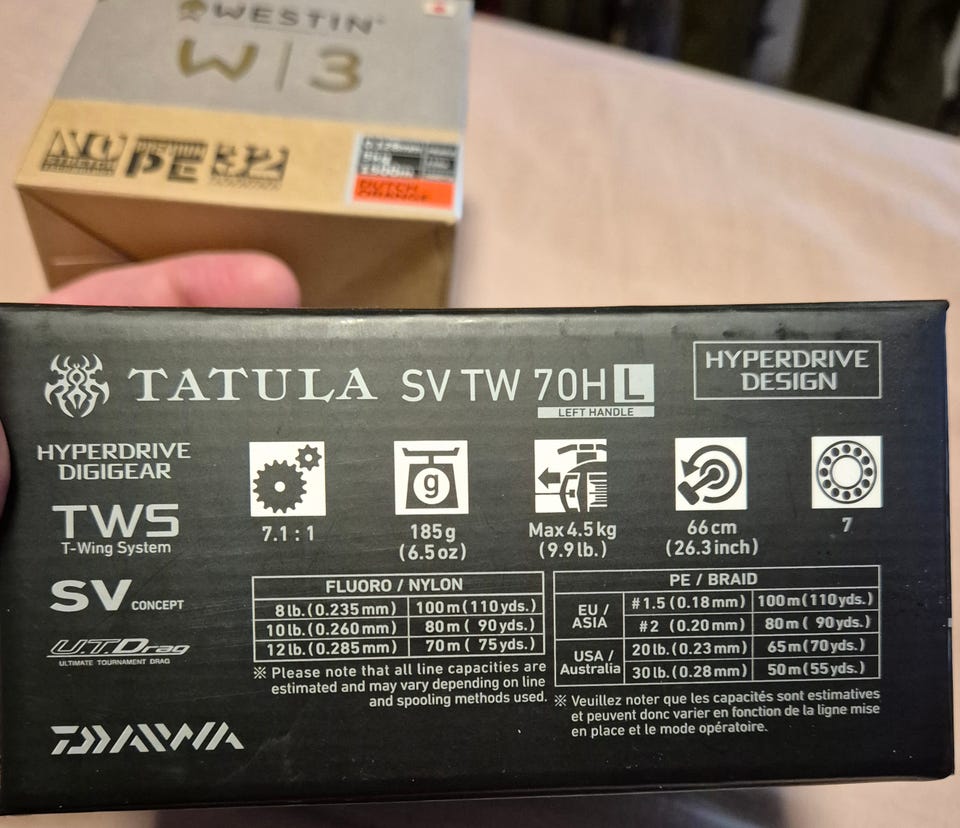 WESTIN
W|3
NO PE 32
DUTCH
ORANGE
TATULA SV TW 70H L
LEFT HANDLE
HYPERDRIVE
DESIGN
HYPERDRIVE
DIGIGEAR
TWS
T-Wing System
SV CONCEPT
U.T.Drag
ULTIMATE TOURNAMENT DRAG
DAIWA
7.1 : 1
g
185g
(6.5oz)
Max 4.5kg
(9.9lb.)
66cm
(26.3inch)
7
FLUORO / NYLON
8lb.(0.235mm) 100m(110yds.)
10lb.(0.260mm) 80m( 90yds.)
12lb.(0.285mm) 70m( 75yds.)
※ Please note that all line capacities are
estimated and may vary depending on line
and spooling methods used.
PE / BRAID
EU /
ASIA
#1.5 (0.18mm) 100m(110yds.)
#2 (0.20mm) 80m( 90yds.)
USA /
Australia
20lb.(0.23mm) 65m(70yds.)
30lb.(0.28mm) 50m(55yds.)
※ Veuillez noter que les capacités sont estimatives
et peuvent donc varier en fonction de la ligne mise
en place et le mode opératoire.